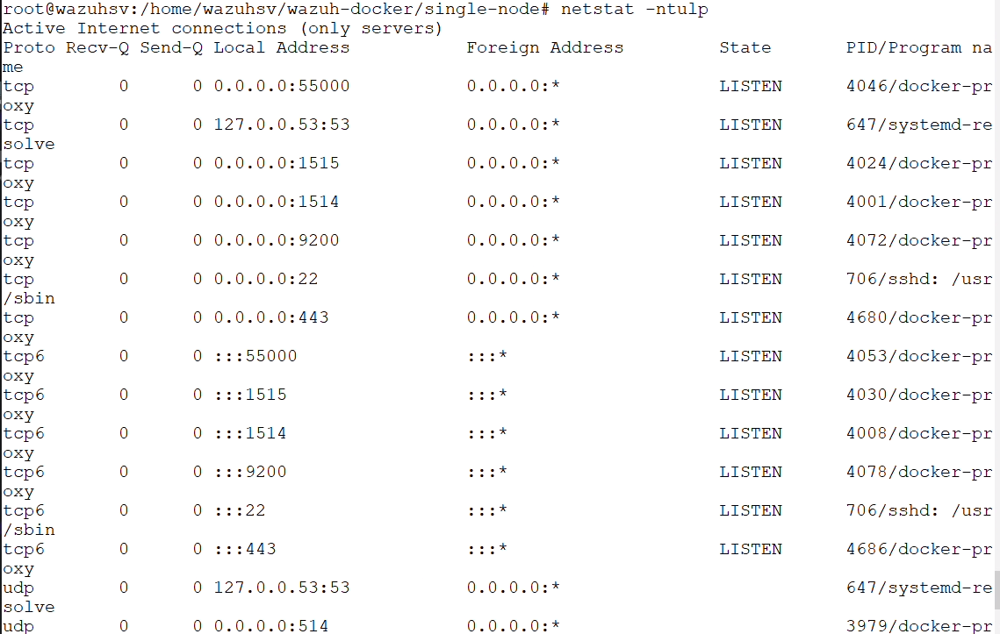 root@wazuhsv:/home/wazuhsv/wazuh-docker/single-node# netstat -ntulp
Active Internet connections (only servers)
Proto Recv-Q Send-Q Local Address           Foreign Address         State       PID/Program na
me
tcp        0      0 0.0.0.0:55000           0.0.0.0:*               LISTEN      4046/docker-pr
oxy
tcp        0      0 127.0.0.53:53           0.0.0.0:*               LISTEN      647/systemd-re
solve
tcp        0      0 0.0.0.0:1515            0.0.0.0:*               LISTEN      4024/docker-pr
oxy
tcp        0      0 0.0.0.0:1514            0.0.0.0:*               LISTEN      4001/docker-pr
oxy
tcp        0      0 0.0.0.0:9200            0.0.0.0:*               LISTEN      4072/docker-pr
oxy
tcp        0      0 0.0.0.0:22              0.0.0.0:*               LISTEN      706/sshd: /usr
/sbin
tcp        0      0 0.0.0.0:443             0.0.0.0:*               LISTEN      4680/docker-pr
oxy
tcp6       0      0 :::55000                :::*                    LISTEN      4053/docker-pr
oxy
tcp6       0      0 :::1515                 :::*                    LISTEN      4030/docker-pr
oxy
tcp6       0      0 :::1514                 :::*                    LISTEN      4008/docker-pr
oxy
tcp6       0      0 :::9200                 :::*                    LISTEN      4078/docker-pr
oxy
tcp6       0      0 :::22                   :::*                    LISTEN      706/sshd: /usr
/sbin
tcp6       0      0 :::443                  :::*                    LISTEN      4686/docker-pr
oxy
udp        0      0 127.0.0.53:53           0.0.0.0:*                           647/systemd-re
solve
udp        0      0 0.0.0.0:514             0.0.0.0:*                           3979/docker-pr